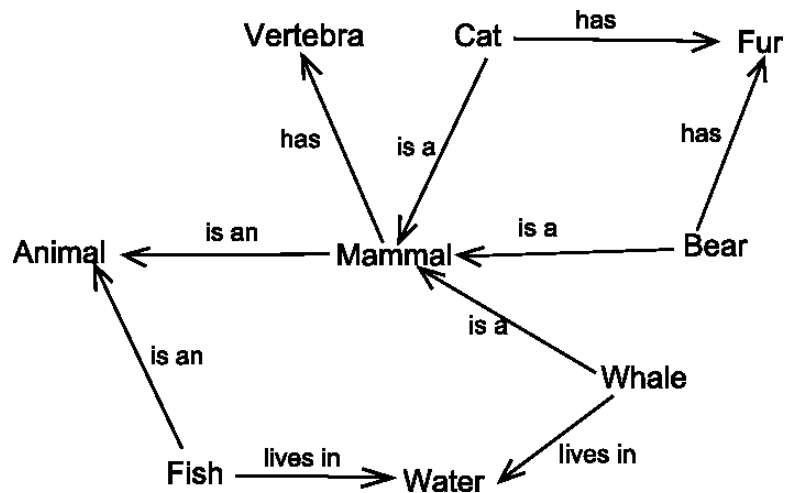 Vertebra
Cat
has
Fur
has
is a
has
Animal
is an
Mammal
is a
Bear
is an
is a
Whale
Fish
lives in
Water
lives in